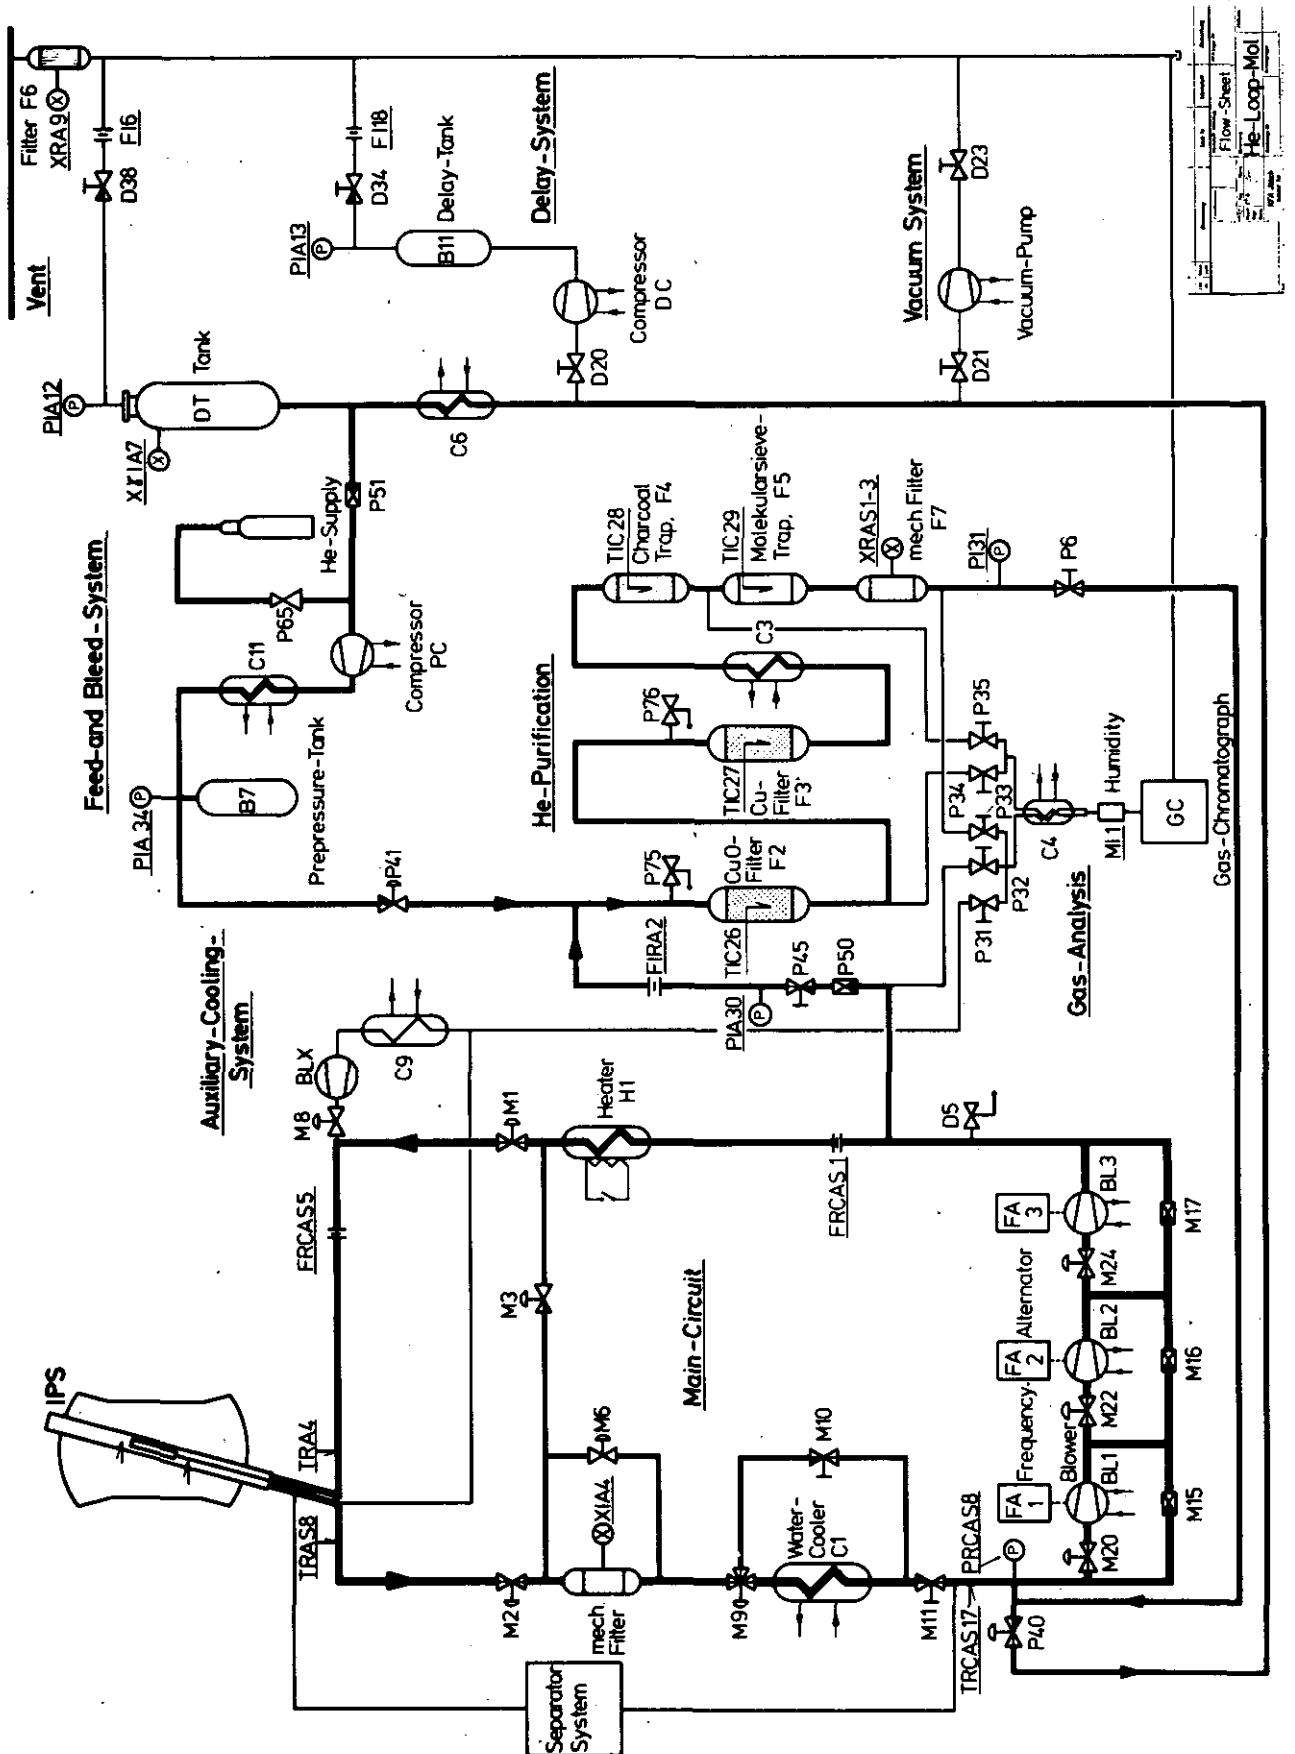 Filter F6
XRA9
X
FI6
D38
Vent
PIA12
P
XγIA7
X
DT
Tank
FI18
D34
PIA13
P
B11
Delay-Tank
Delay-System
Compressor
DC
D20
C6
Vacuum System
D23
D21
Vacuum-Pump
Flow-Sheet
He-Loop-Mol
Feed-and Bleed-System
He-Supply
P51
P65
Compressor
PC
C11
PIA 34
P
B7
Prepressure-Tank
P41
He-Purification
TIC28
Charcoal
Trap, F4
TIC29
Molekularsieve-
Trap, F5
XRAS1-3
X
mech Filter
F7
PI31
P
P6
C3
P76
TIC27
Cu-
Filter
F3
P75
CuO-
Filter
F2
TIC26
FIRA2
P45
P50
PIA30
P
P35
P34
P33
P32
P31
C4
Humidity
MI1
GC
Gas-Chromatograph
Gas-Analysis
Auxiliary-Cooling-
System
BLX
M8
C9
M1
Heater
H1
FRCAS5
FRCAS1
D5
M3
Main-Circuit
IPS
TRA4
TRAS8
M2
M6
XIA4
X
mech
Filter
M9
M10
Water-
Cooler
C1
M11
Separator
System
TRCAS17
PRCAS8
P
P40
FA
1
FA
2
FA
3
Frequency-Alternator
Blower
BL1
BL2
BL3
M20
M22
M24
M15
M16
M17